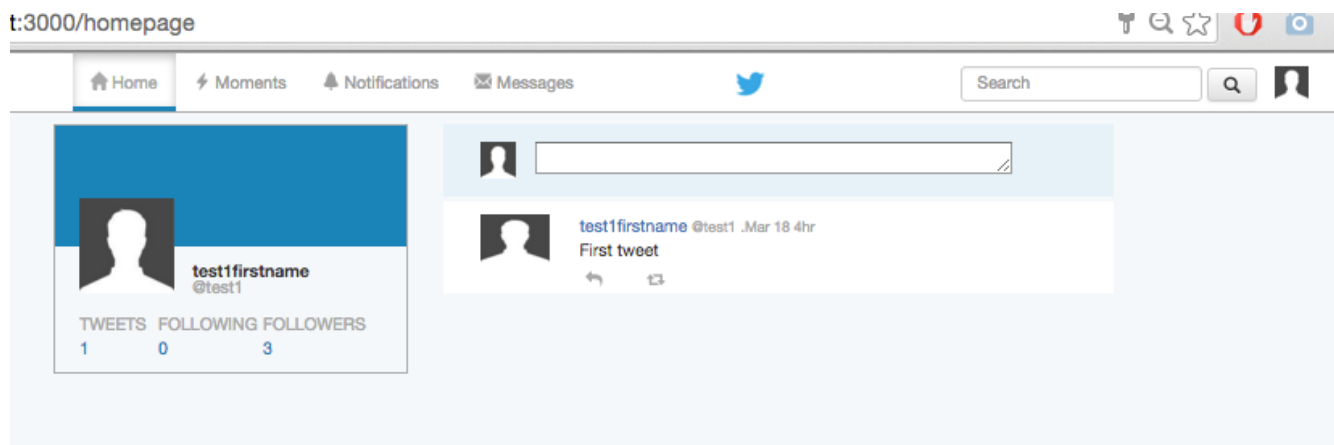 t:3000/homepage
Home Moments Notifications Messages Search
test1firstname @test1 .Mar 18 4hr
First tweet
test1firstname
@test1
TWEETS FOLLOWING FOLLOWERS
1 0 3